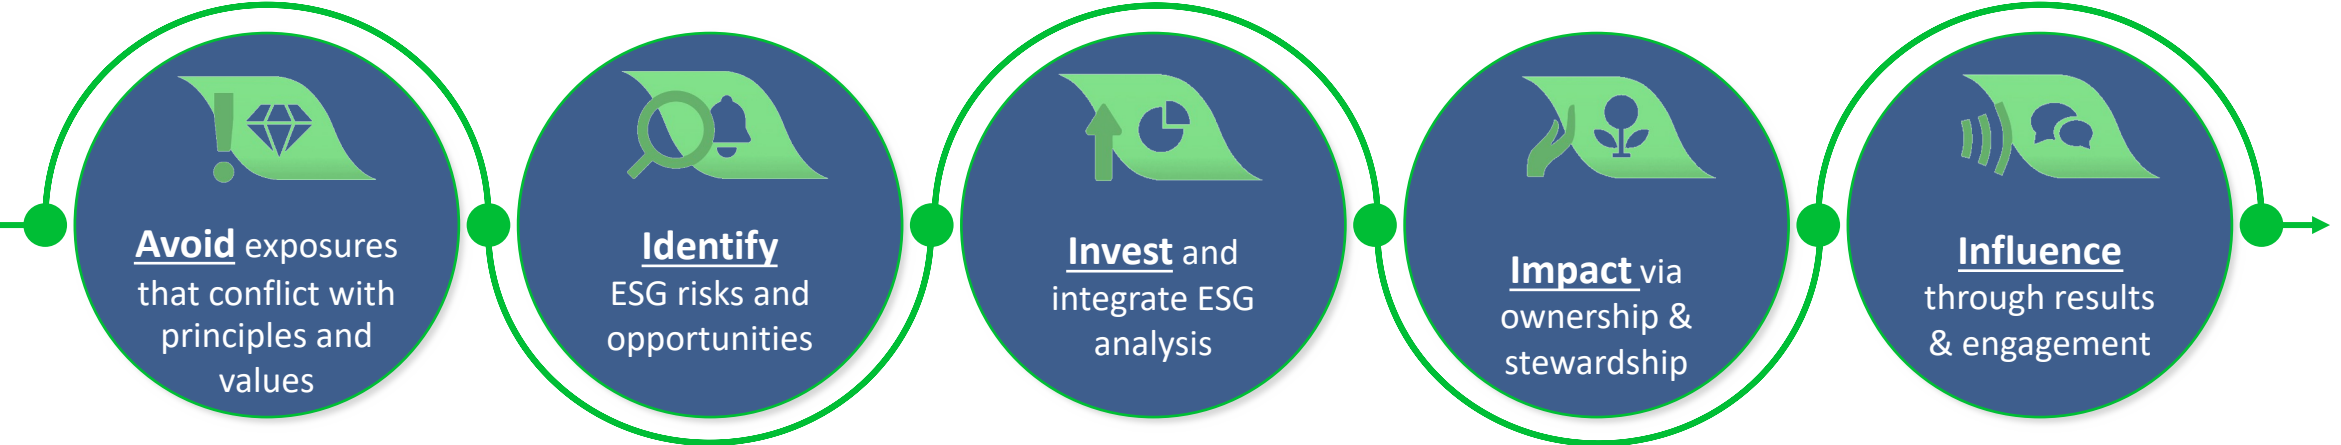 Avoid exposures
that conflict with
principles and
values
Identify
ESG risks and
opportunities
Invest and
integrate ESG
analysis
Impact via
ownership &
stewardship
Influence
through results
& engagement